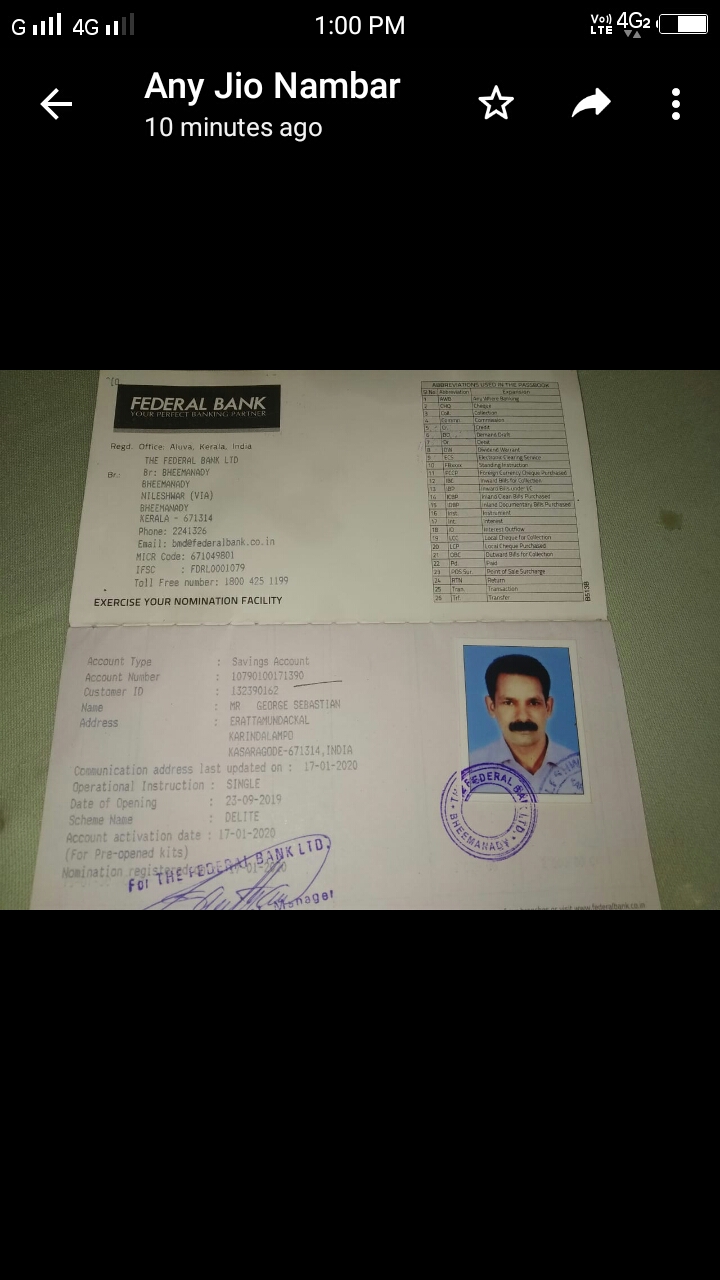 G 4G 1:00 PM Vo)) LTE 4G2
Any Jio Nambar
10 minutes ago
FEDERAL BANK
YOUR PERFECT BANKING PARTNER
Regd. Office: Aluva, Kerala, India
THE FEDERAL BANK LTD
Br.: Br: BHEEMANADY
BHEEMANADY
NILESHWAR (VIA)
BHEEMANADY
KERALA - 671314
Phone: 2241326
Email: bmd@federalbank.co.in
MICR Code: 671049801
IFSC : FDRL0001079
Toll Free number: 1800 425 1199
EXERCISE YOUR NOMINATION FACILITY
ABBREVIATIONS USED IN THE PASSBOOK
Sl No Abbreviation Expansion
1 AWB Any Where Banking
2 CHQ Cheque
3 Coll. Collection
4 Commission
5 Cr. Credit
6 DD. Demand Draft
7 Dr. Debit
8 DW Dividend Warrant
9 ECS Electronic Clearing Service
10 Standing Instruction
11 FCCP Foreign Currency Cheque Purchased
12 IBC Inward Bills for Collection
13 Inward Bills under LC
14 ICBP Inland Clean Bills Purchased
15 IDBP Inland Documentary Bills Purchased
16 Inst. Instrument
17 Int. Interest
18 IO Interest Outflow
19 LCC Local Cheque for Collection
20 LCP Local Cheque Purchased
21 OBC Outward Bills for Collection
22 Pd. Paid
23 POS Sur. Point of Sale Surcharge
24 RTN Return
25 Tran. Transaction
26 Trf. Transfer
Account Type : Savings Account
Account Number : 10790100171390
Customer ID : 132390162
Name : MR GEORGE SEBASTIAN
Address : ERATTAMUNDACKAL
KARINDALAMPO
KASARAGODE-671314,INDIA
Communication address last updated on : 17-01-2020
Operational Instruction : SINGLE
Date of Opening : 23-09-2019
Scheme Name : DELITE
Account activation date : 17-01-2020
(For Pre-opened kits)
Nomination registered 17-01-2020
For THE FEDERAL BANK LTD.
Manager
THE FEDERAL BANK LTD.
BHEEMANADY
or visit www.federalbank.co.in